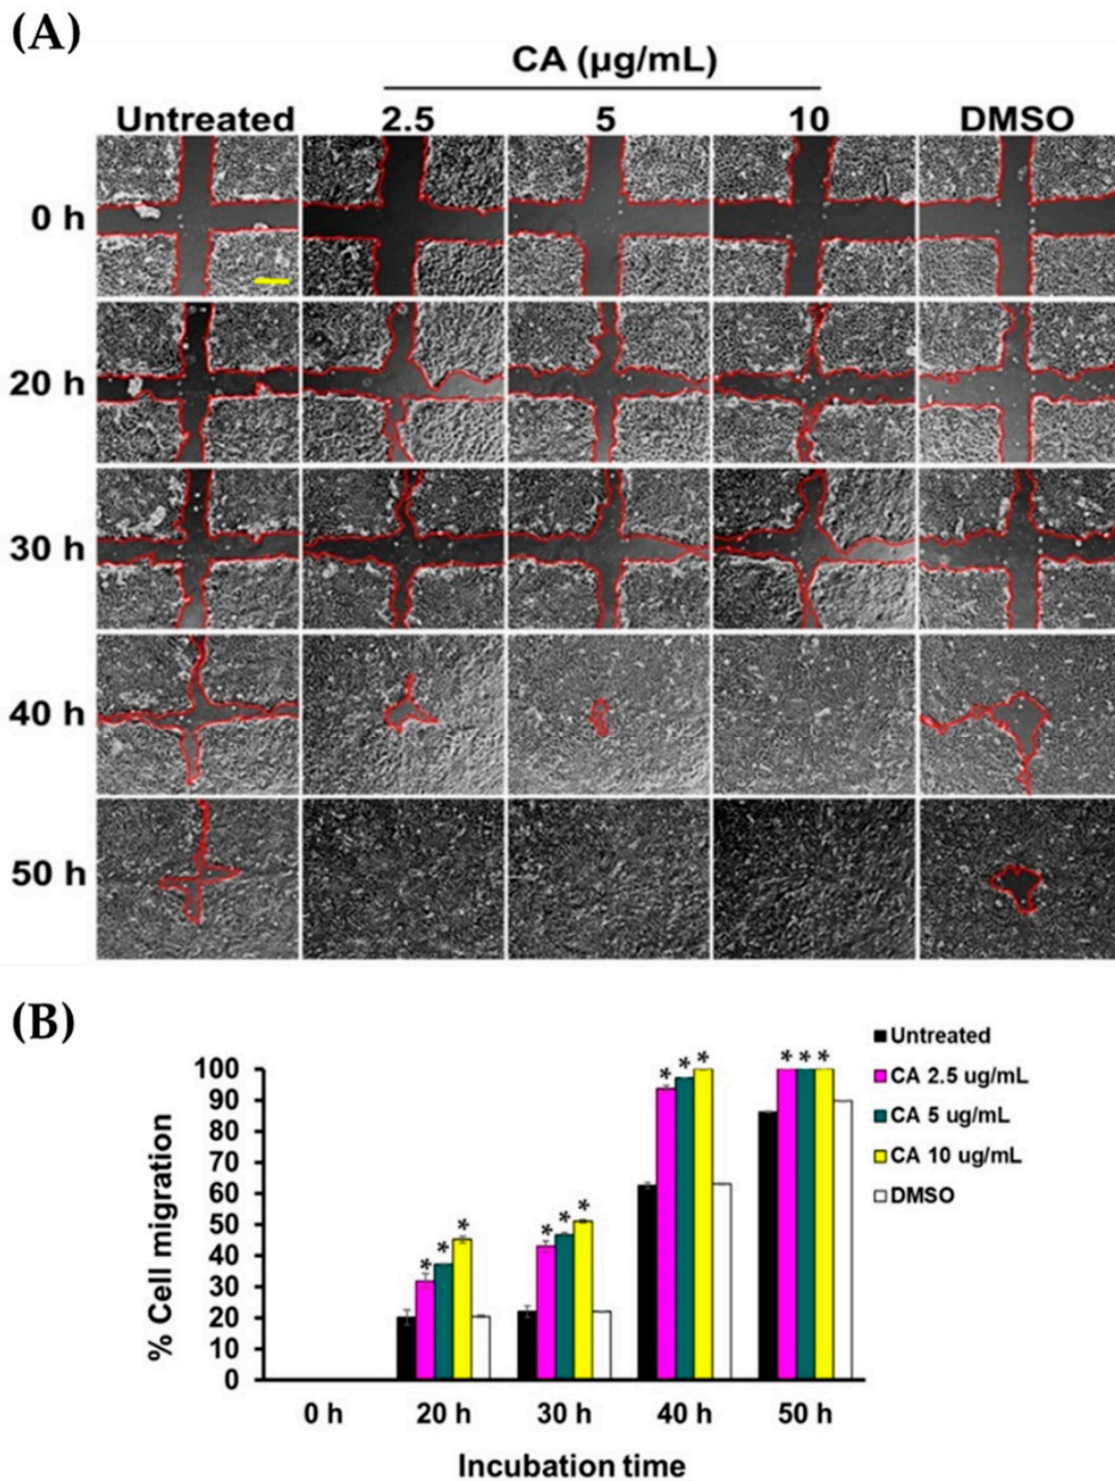 (A)
CA (µg/mL)
Untreated 2.5 5 10 DMSO
0 h
20 h
30 h
40 h
50 h
(B)
% Cell migration
100
90
80
70
60
50
40
30
20
10
0
* * *
* * *
* * *
* * *
0 h 20 h 30 h 40 h 50 h
Incubation time
Untreated
CA 2.5 ug/mL
CA 5 ug/mL
CA 10 ug/mL
DMSO